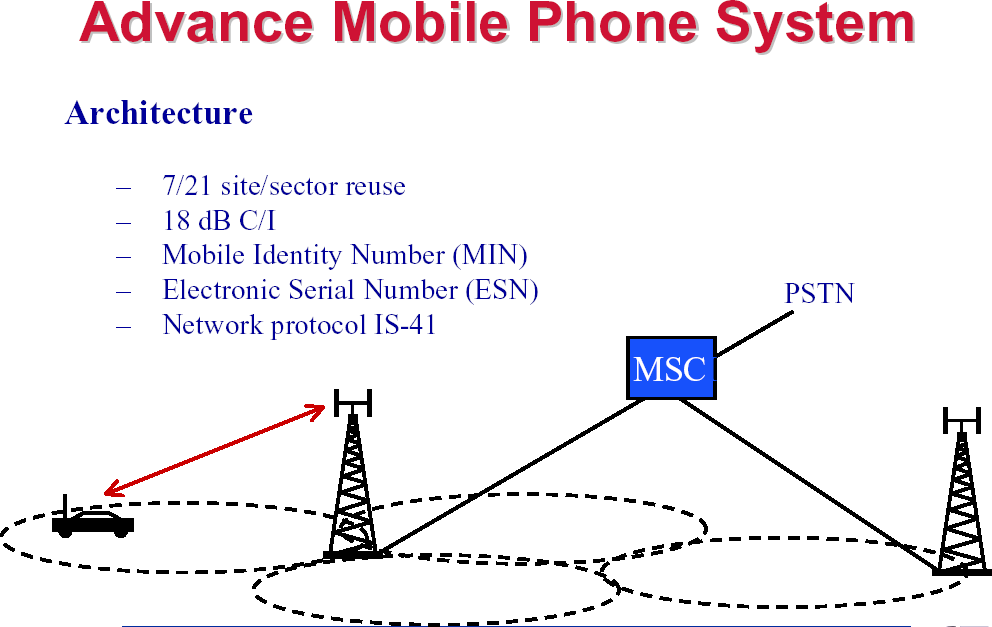 Advance Mobile Phone System
Architecture
– 7/21 site/sector reuse
– 18 dB C/I
– Mobile Identity Number (MIN)
– Electronic Serial Number (ESN)
– Network protocol IS-41
PSTN
MSC